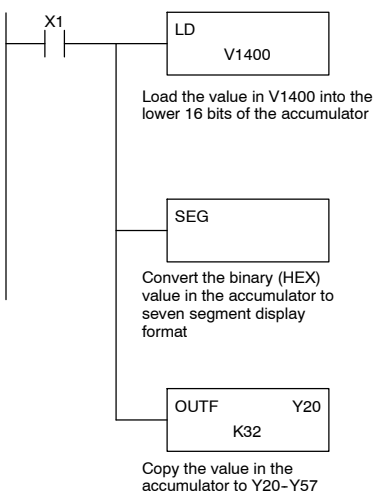 X1
LD
V1400
Load the value in V1400 into the
lower 16 bits of the accumulator
SEG
Convert the binary (HEX)
value in the accumulator to
seven segment display
format
OUTF Y20
K32
Copy the value in the
accumulator to Y20-Y57